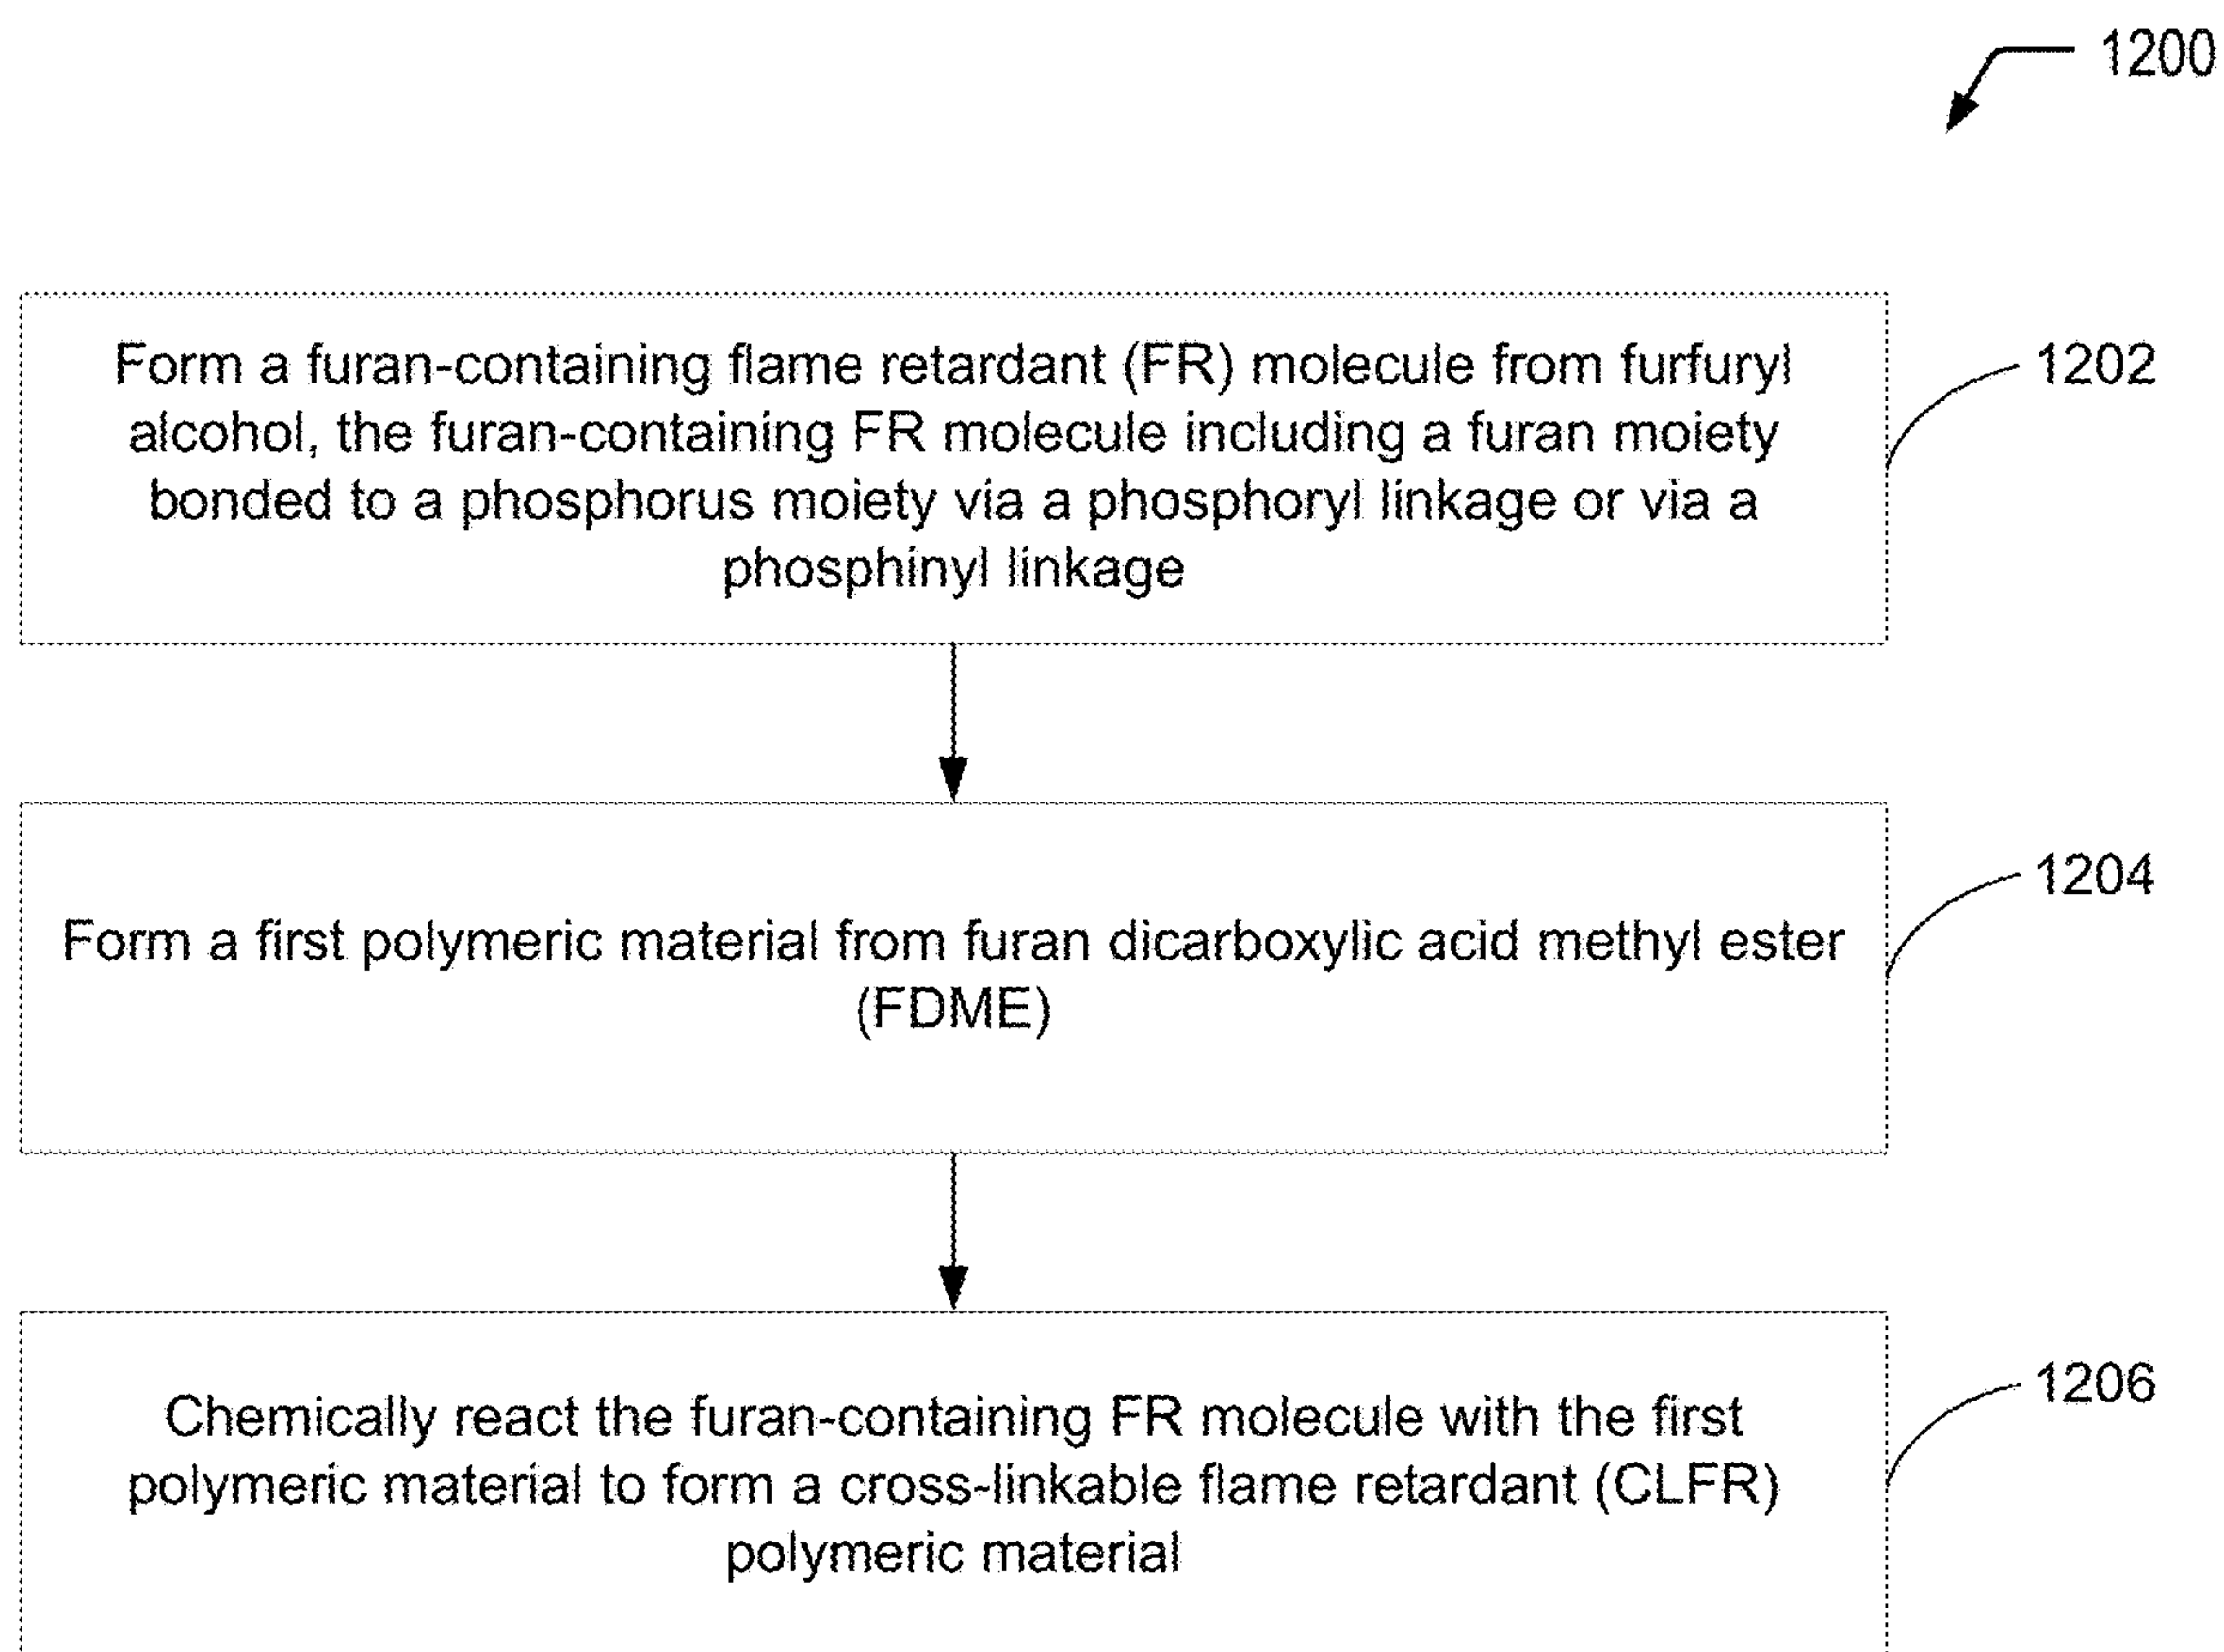 1200
Form a furan-containing flame retardant (FR) molecule from furfuryl
alcohol, the furan-containing FR molecule including a furan moiety
bonded to a phosphorus moiety via a phosphoryl linkage or via a
phosphinyl linkage
1202
Form a first polymeric material from furan dicarboxylic acid methyl ester
(FDME)
1204
Chemically react the furan-containing FR molecule with the first
polymeric material to form a cross-linkable flame retardant (CLFR)
polymeric material
1206